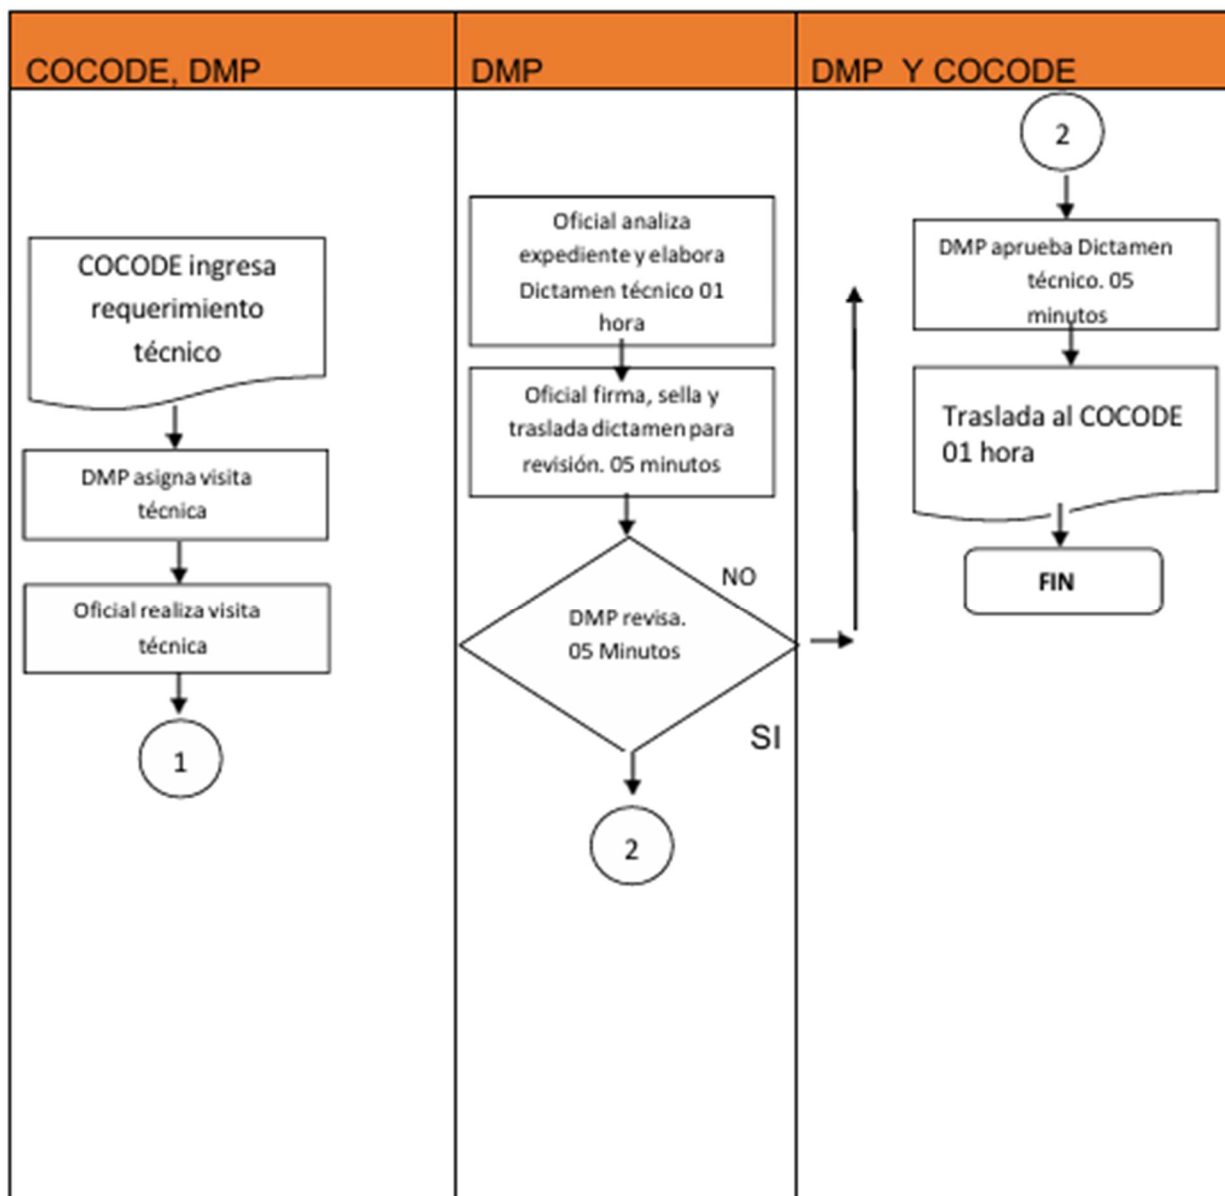 COCODE, DMP
DMP
DMP Y COCODE
COCODE ingresa
requerimiento
técnico
DMP asigna visita
técnica
Oficial realiza visita
técnica
1
Oficial analiza
expediente y elabora
Dictamen técnico 01
hora
Oficial firma, sella y
traslada dictamen para
revisión. 05 minutos
NO
DMP revisa.
05 Minutos
SI
2
2
DMP aprueba Dictamen
técnico. 05
minutos
Traslada al COCODE
01 hora
FIN